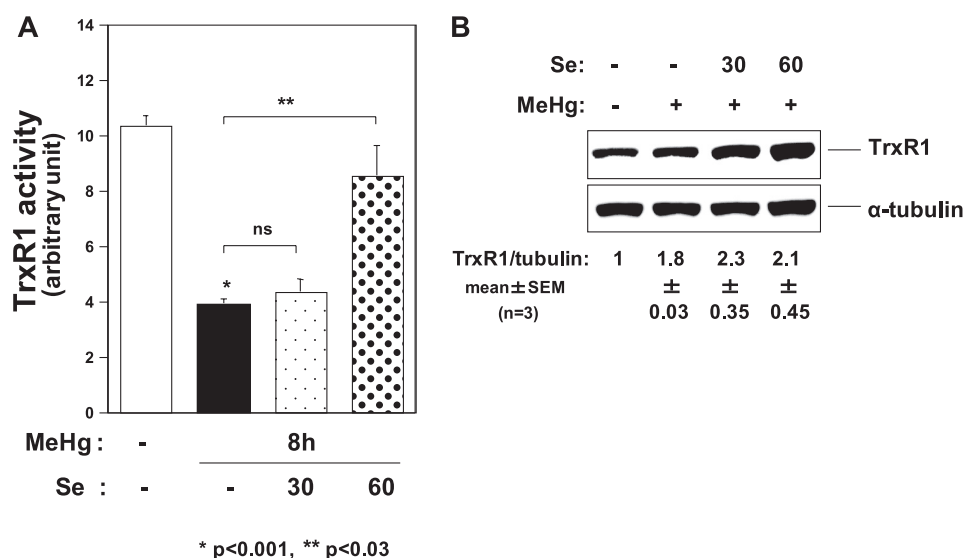 A
TrxR1 activity
(arbitrary unit)
14
12
10
8
6
4
2
0
**
ns
*
MeHg : - 8h
Se : - - 30 60
* p<0.001, ** p<0.03
B
Se: - - 30 60
MeHg: - + + +
TrxR1
α-tubulin
TrxR1/tubulin: 1 1.8 2.3 2.1
mean±SEM ± ± ±
(n=3) 0.03 0.35 0.45